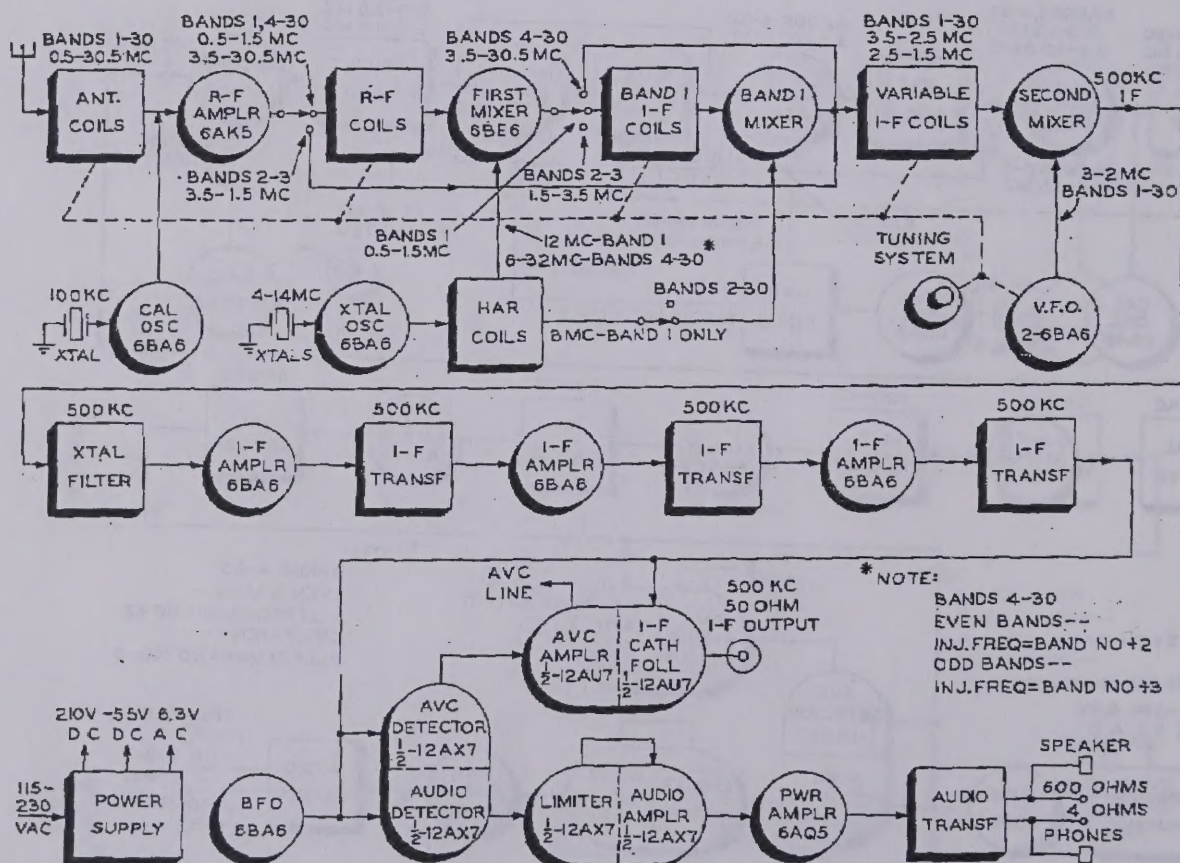 BANDS 1-30
0.5-30.5 MC
ANT.
COILS
BANDS 1,4-30
0.5-1.5 MC
3.5-30.5 MC
R-F
AMPLR
6AK5
BANDS 2-3
3.5-1.5 MC
R-F
COILS
BANDS 4-30
3.5-30.5 MC
FIRST
MIXER
6BE6
BANDS 1
0.5-1.5MC
BANDS 2-3
1.5-3.5 MC
BAND 1
I-F
COILS
BAND 1
MIXER
BANDS 1-30
3.5-2.5 MC
2.5-1.5 MC
VARIABLE
I-F COILS
SECOND
MIXER
500KC
1F
3-2 MC
BANDS 1-30
12 MC-BAND 1
6-32MC-BANDS 4-30 *
TUNING
SYSTEM
100KC
XTAL
CAL
OSC
6BA6
4-14MC
XTALS
XTAL
OSC
6BA6
HAR
COILS
BANDS 2-30
8MC-BAND 1 ONLY
V.F.O.
2-6BA6
500 KC
XTAL
FILTER
I-F
AMPLR
6BA6
500 KC
I-F
TRANSF
I-F
AMPLR
6BA6
500 KC
I-F
TRANSF
I-F
AMPLR
6BA6
500 KC
I-F
TRANSF
AVC
LINE
AVC
AMPLR
1/2-12AU7
I-F
CATH
FOLL
1/2-12AU7
500 KC
50 OHM
I-F OUTPUT
* NOTE:
BANDS 4-30
EVEN BANDS--
INJ.FREQ=BAND NO+2
ODD BANDS--
INJ.FREQ=BAND NO+3
210V -55V 6.3V
DC DC AC
115-
230
VAC
POWER
SUPPLY
BFO
6BA6
AVC
DETECTOR
1/2-12AX7
AUDIO
DETECTOR
1/2-12AX7
LIMITER
1/2-12AX7
AUDIO
AMPLR
1/2-12AX7
PWR
AMPLR
6AQ5
AUDIO
TRANSF
SPEAKER
600 OHMS
4 OHMS
PHONES